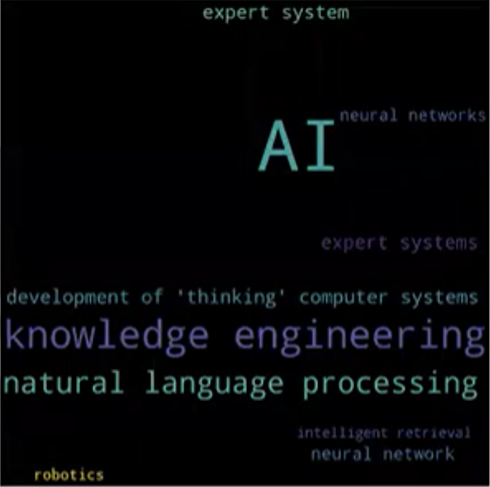 expert system
neural networks
AI
expert systems
development of 'thinking' computer systems
knowledge engineering
natural language processing
intelligent retrieval
neural network
robotics